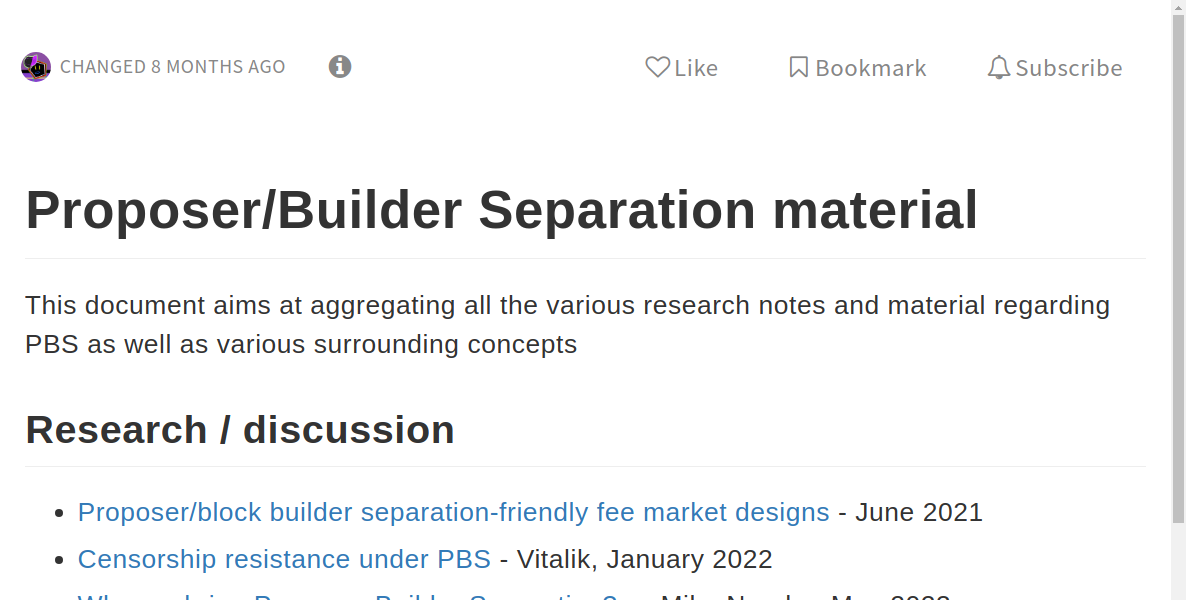 CHANGED 8 MONTHS AGO
Like
Bookmark
Subscribe
Proposer/Builder Separation material
This document aims at aggregating all the various research notes and material regarding
PBS as well as various surrounding concepts
Research / discussion
Proposer/block builder separation-friendly fee market designs - June 2021
Censorship resistance under PBS - Vitalik, January 2022